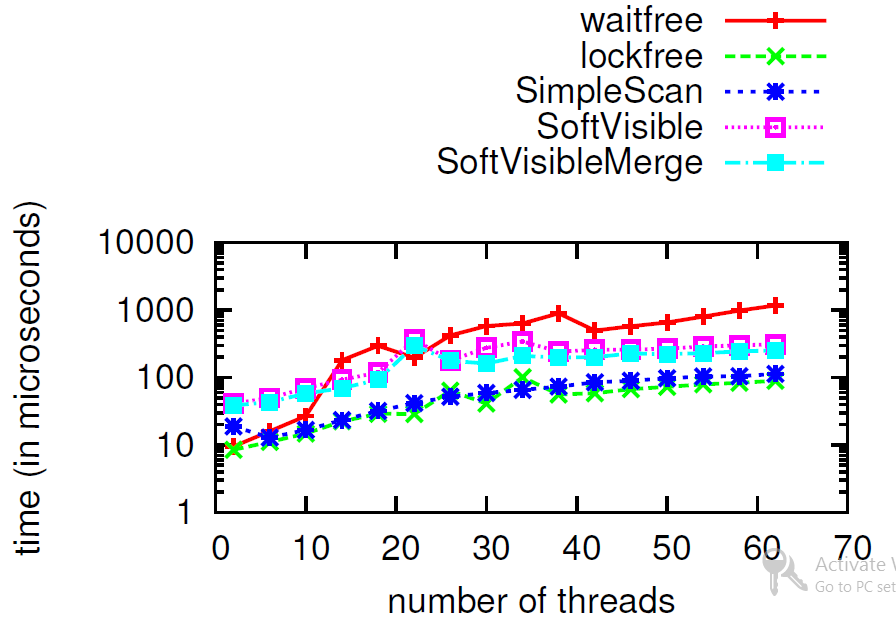 waitfree
lockfree
SimpleScan
SoftVisible
SoftVisibleMerge
time (in microseconds)
10000
1000
100
10
1
0 10 20 30 40 50 60 70
number of threads
Activate W
Go to PC set